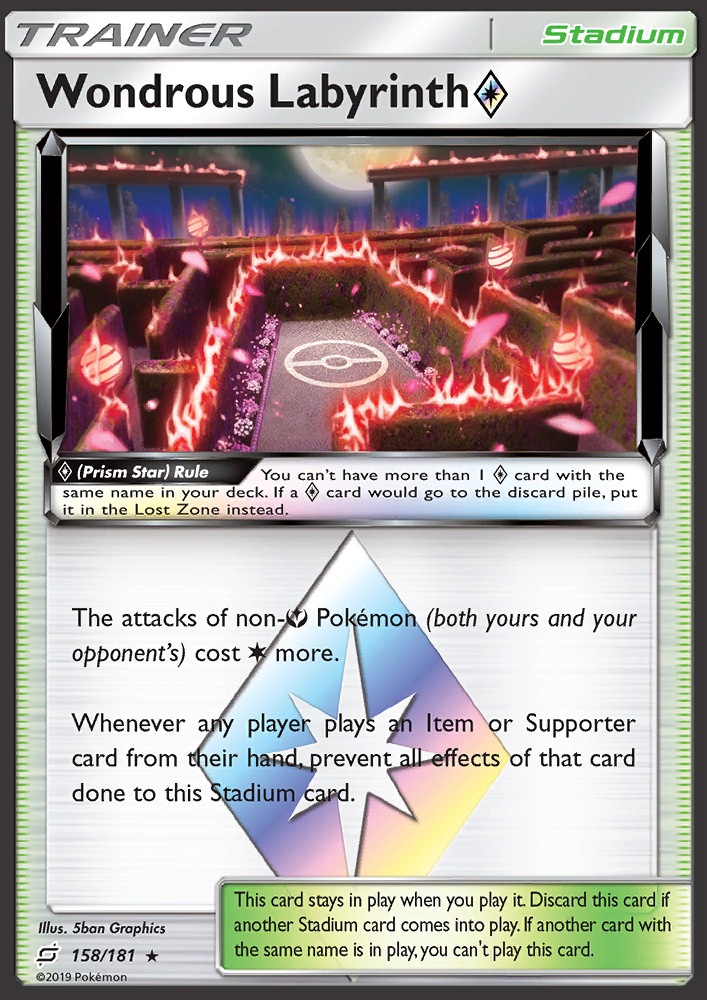 TRAINER
Stadium
Wondrous Labyrinth
(Prism Star) Rule
You can't have more than 1 card with the
same name in your deck. If a card would go to the discard pile, put
it in the Lost Zone instead.
The attacks of non- Pokémon (both yours and your
opponent's) cost more.
Whenever any player plays an Item or Supporter
card from their hand, prevent all effects of that card
done to this Stadium card.
This card stays in play when you play it. Discard this card if
another Stadium card comes into play. If another card with
the same name is in play, you can't play this card.
Illus. 5ban Graphics
158/181 ★
©2019 Pokémon